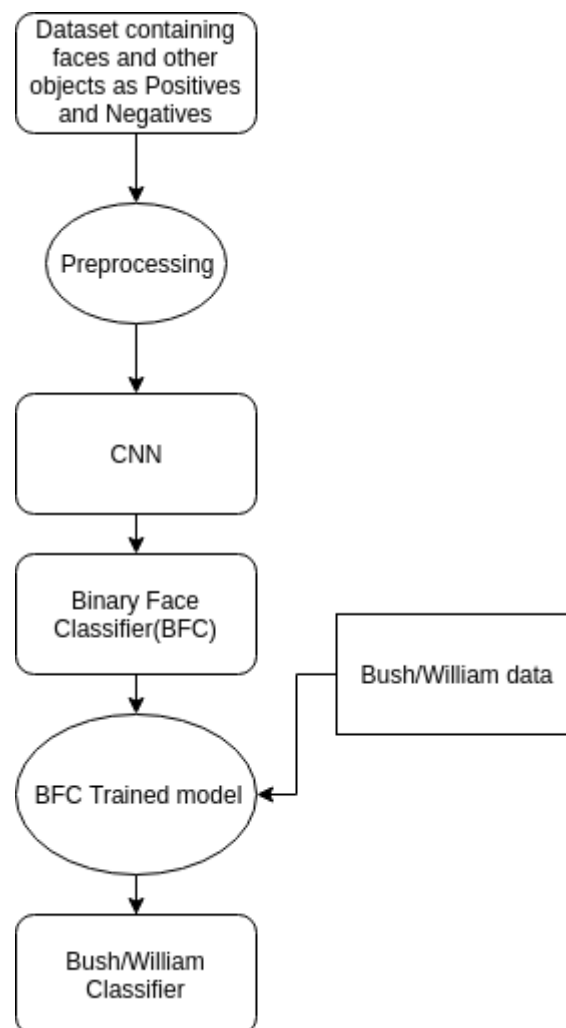 Dataset containing
faces and other
objects as Positives
and Negatives
Preprocessing
CNN
Binary Face
Classifier(BFC)
Bush/William data
BFC Trained model
Bush/William
Classifier